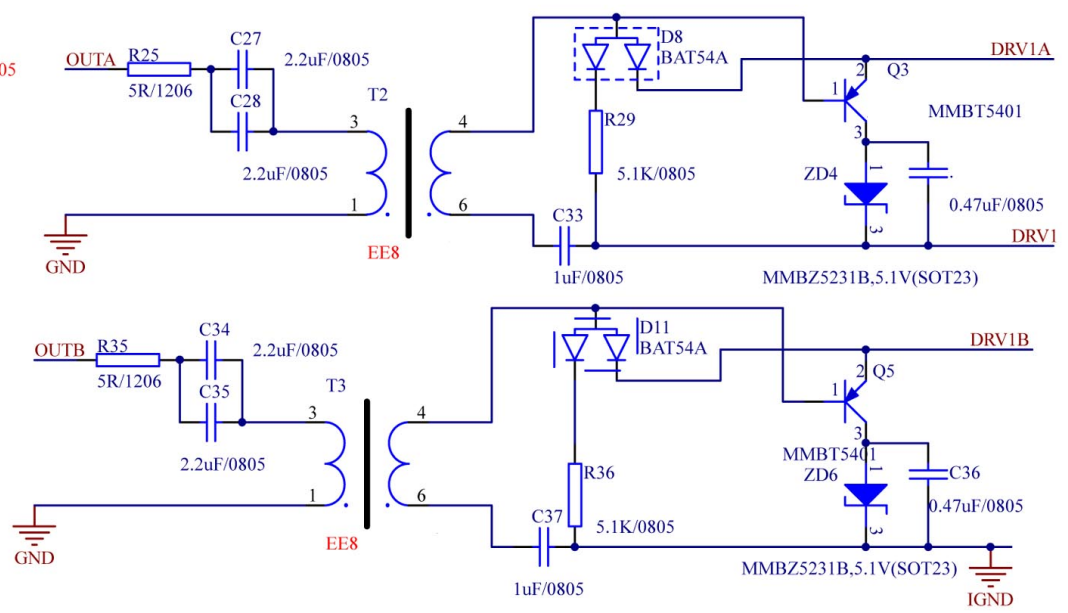 05
OUTA
R25
5R/1206
C27
2.2uF/0805
C28
2.2uF/0805
GND
T2
3
1
4
6
EE8
C33
1uF/0805
D8
BAT54A
R29
5.1K/0805
DRV1A
2
Q3
1
3
MMBT5401
ZD4
1
3
.
0.47uF/0805
DRV1
MMBZ5231B,5.1V(SOT23)
OUTB
R35
5R/1206
C34
2.2uF/0805
C35
2.2uF/0805
GND
T3
3
1
4
6
EE8
C37
1uF/0805
D11
BAT54A
R36
5.1K/0805
DRV1B
2
Q5
1
3
MMBT5401
ZD6
1
3
C36
0.47uF/0805
MMBZ5231B,5.1V(SOT23)
IGND